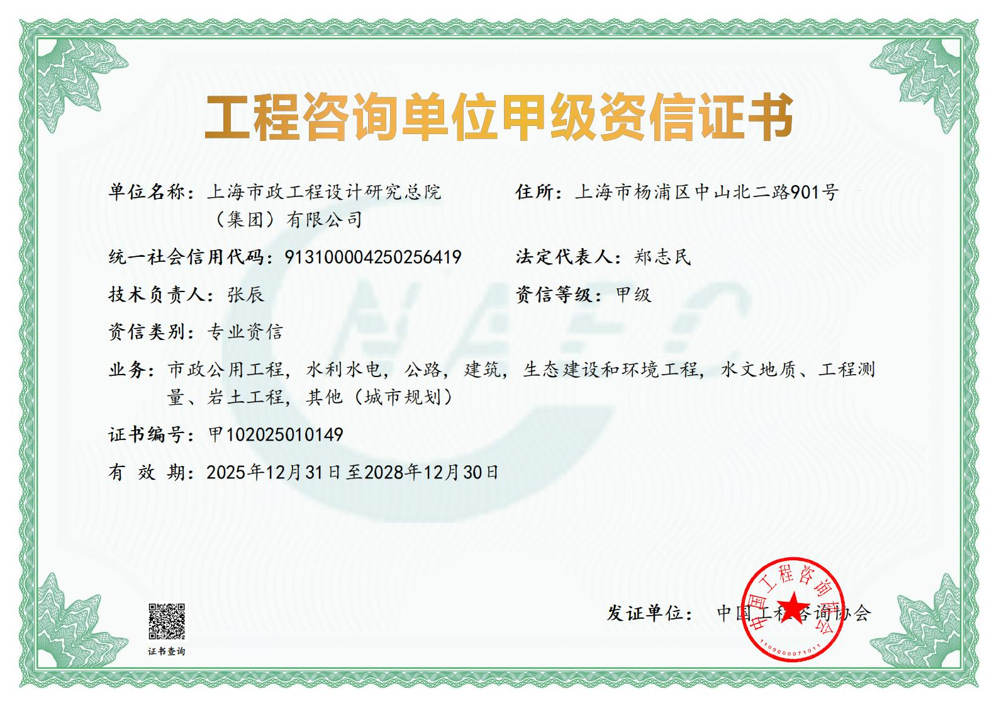 工程咨询单位甲级资信证书
单位名称：上海市政工程设计研究总院
（集团）有限公司
住所：上海市杨浦区中山北二路901号
统一社会信用代码：913100004250256419
法定代表人：郑志民
技术负责人：张辰
资信等级：甲级
资信类别：专业资信
业务：市政公用工程，水利水电，公路，建筑，生态建设和环境工程，水文地质、工程测
量、岩土工程，其他（城市规划）
证书编号：甲102025010149
有 效 期：2025年12月31日至2028年12月30日
发证单位： 中国工程咨询协会
中国工程咨询协会
1100000071011
证书查询